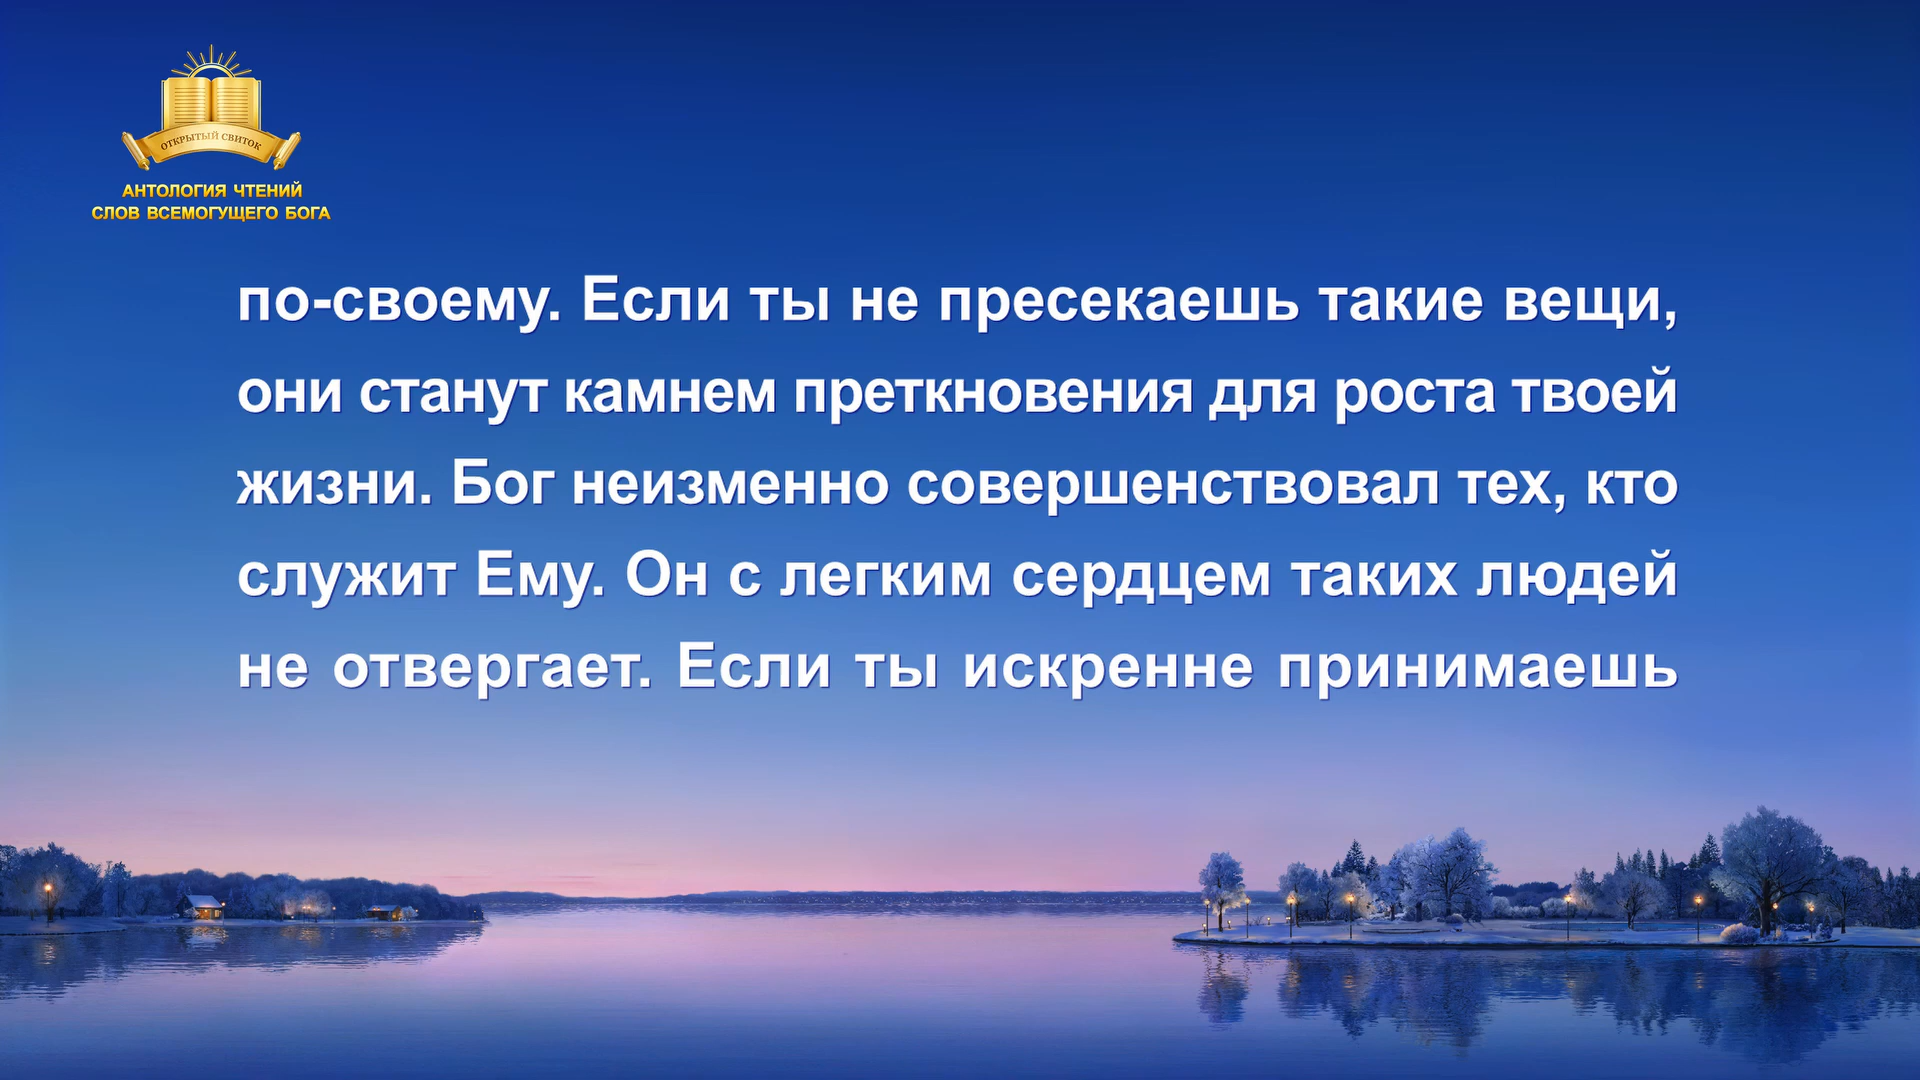 ОТКРЫТЫЙ СВИТОК
АНТОЛОГИЯ ЧТЕНИЙ
СЛОВ ВСЕМОГУЩЕГО БОГА
по-своему. Если ты не пресекаешь такие вещи,
они станут камнем преткновения для роста твоей
жизни. Бог неизменно совершенствовал тех, кто
служит Ему. Он с легким сердцем таких людей
не отвергает. Если ты искренне принимаешь